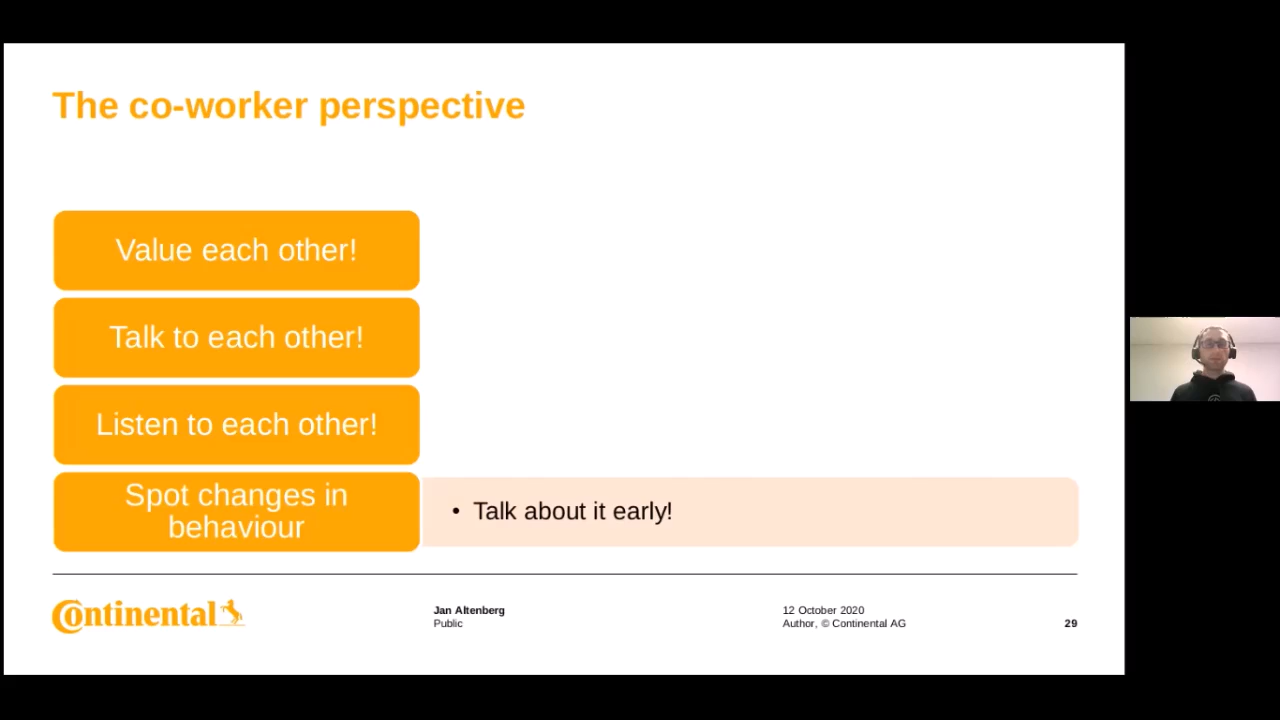 The co-worker perspective
Value each other!
Talk to each other!
Listen to each other!
Spot changes in
behaviour
• Talk about it early!
Continental
Jan Altenberg
Public
12 October 2020
Author, © Continental AG
29